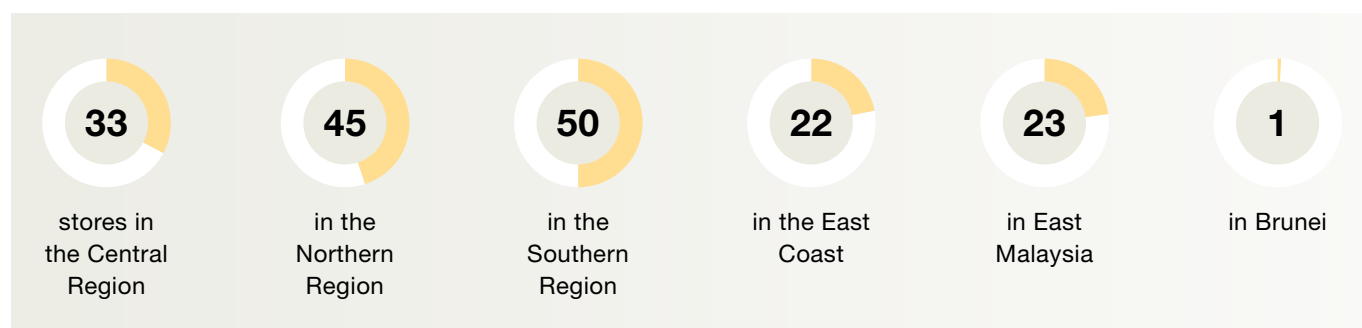 33
stores in
the Central
Region
45
in the
Northern
Region
50
in the
Southern
Region
22
in the East
Coast
23
in East
Malaysia
1
in Brunei